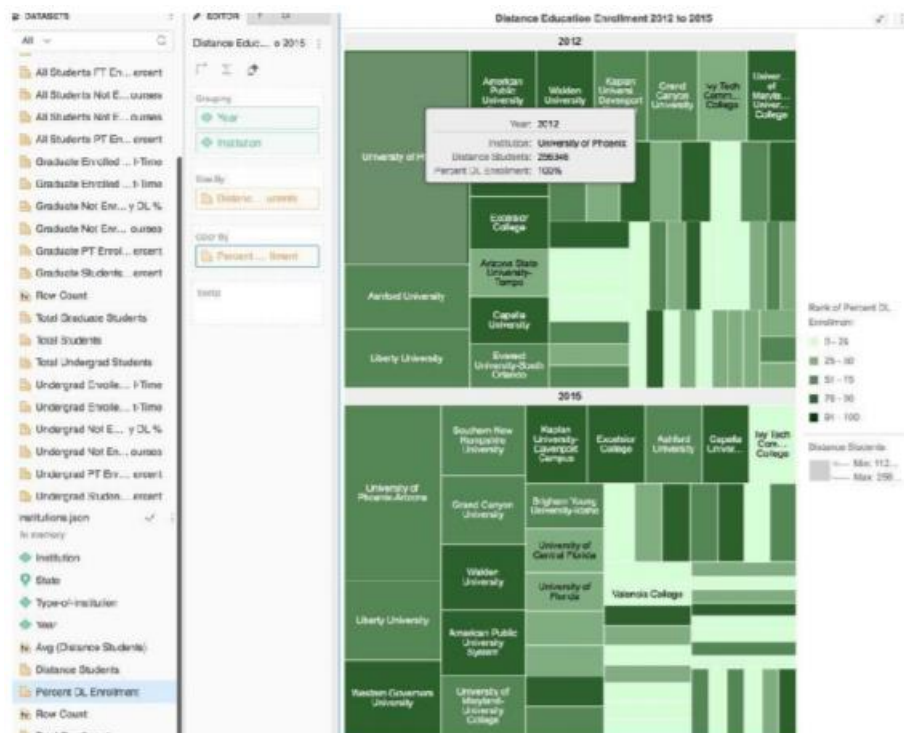 DATASETS
All
All Students FT En... ercent
All Students Not E... ourses
All Students Not E... ourses
All Students PT En... ercent
Graduate Enrolled ... t-Time
Graduate Enrolled ... t-Time
Graduate Not Enr... y DL %
Graduate Not Enr... ourses
Graduate PT Enrol... ercent
Graduate Students... ercent
Row Count
Total Graduate Students
Total Students
Total Undergrad Students
Undergrad Enrolle... t-Time
Undergrad Enrolle... t-Time
Undergrad Not E... y DL %
Undergrad Not En... ourses
Undergrad PT Enr... ercent
Undergrad Studen... ercent
institutions.json
In memory
Institution
State
Type-of-institution
Year
Avg (Distance Students)
Distance Students
Percent DL Enrollment
Row Count
EDITOR
Distance Educ... o 2015
Grouping
Year
Institution
Size By
Distanc... udents
Color By
Percent ... llment
Distance Education Enrollment 2012 to 2015
2012
University of Ph
American Public University
Walden University
Kaplan Universi Davenport
Grand Canyon University
Ivy Tech Comm... College
Univer... of Maryla... Univer... College
Year: 2012
Institution: University of Phoenix
Distance Students: 256346
Percent DL Enrollment: 100%
Excelsior College
Arizona State University-Tempe
Ashford University
Capella University
Liberty University
Everest University-South Orlando
2015
University of Phoenix-Arizona
Southern New Hampshire University
Kaplan University-Davenport Campus
Excelsior College
Ashford University
Capella Univer...
Ivy Tech Com... College
Grand Canyon University
Brigham Young University-Idaho
University of Central Florida
Walden University
University of Florida
Valencia College
Liberty University
American Public University System
Western Governors University
University of Maryland-University College
Rank of Percent DL Enrollment
25 - 50
51 - 75
76 - 90
91 - 100
Distance Students
Min: 112...
Max: 256...